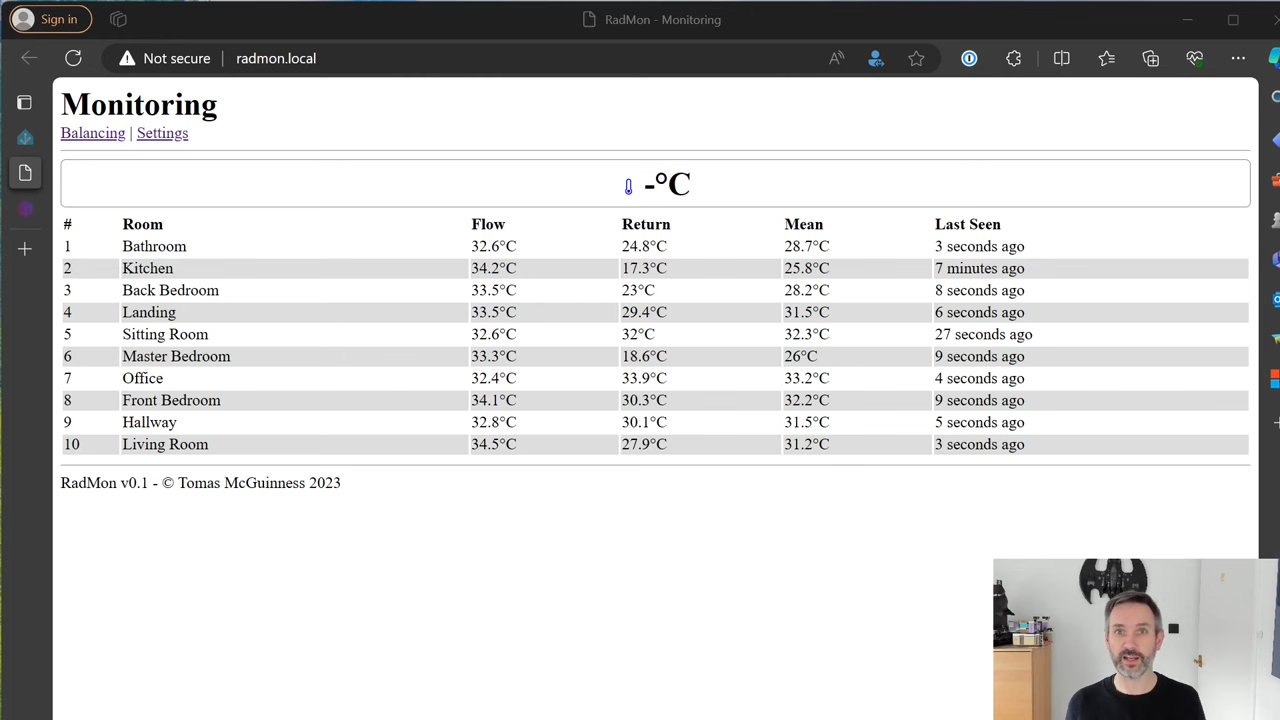 Sign in
RadMon - Monitoring
Not secure
radmon.local
Monitoring
Balancing | Settings
-°C
# Room Flow Return Mean Last Seen
1 Bathroom 32.6°C 24.8°C 28.7°C 3 seconds ago
2 Kitchen 34.2°C 17.3°C 25.8°C 7 minutes ago
3 Back Bedroom 33.5°C 23°C 28.2°C 8 seconds ago
4 Landing 33.5°C 29.4°C 31.5°C 6 seconds ago
5 Sitting Room 32.6°C 32°C 32.3°C 27 seconds ago
6 Master Bedroom 33.3°C 18.6°C 26°C 9 seconds ago
7 Office 32.4°C 33.9°C 33.2°C 4 seconds ago
8 Front Bedroom 34.1°C 30.3°C 32.2°C 9 seconds ago
9 Hallway 32.8°C 30.1°C 31.5°C 5 seconds ago
10 Living Room 34.5°C 27.9°C 31.2°C 3 seconds ago
RadMon v0.1 - © Tomas McGuinness 2023